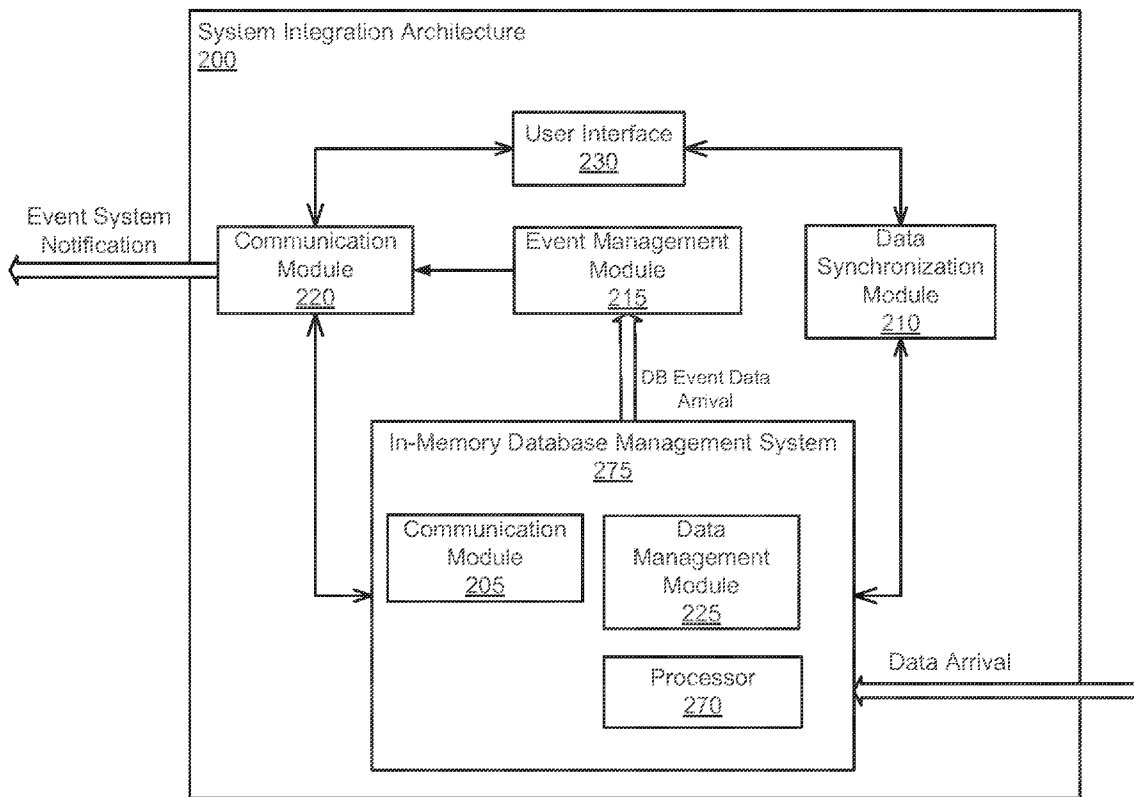 System Integration Architecture
200
User Interface
230
Event System
Notification
Communication
Module
220
Event Management
Module
215
Data
Synchronization
Module
210
DB Event Data
Arrival
In-Memory Database Management System
275
Communication
Module
205
Data
Management
Module
225
Processor
270
Data Arrival